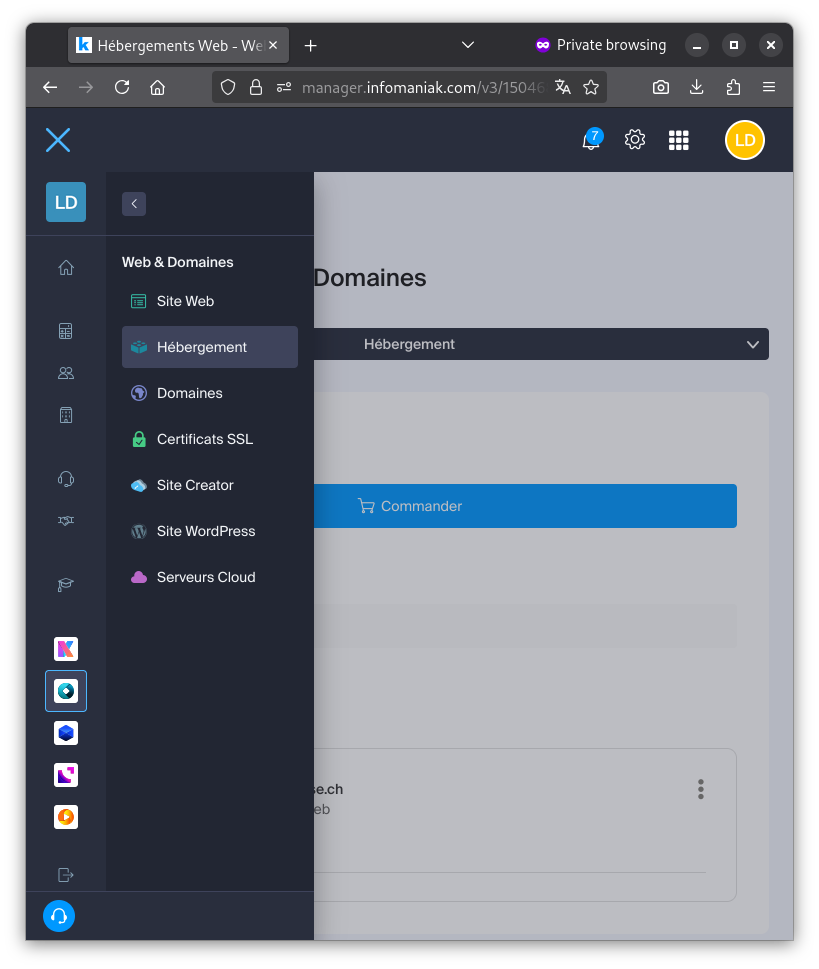 Hébergements Web - We
Private browsing
manager.infomaniak.com/v3/1504
7
LD
LD
Web & Domaines
Domaines
Site Web
Hébergement
Hébergement
Domaines
Certificats SSL
Site Creator
Commander
Site WordPress
Serveurs Cloud
se.ch
eb